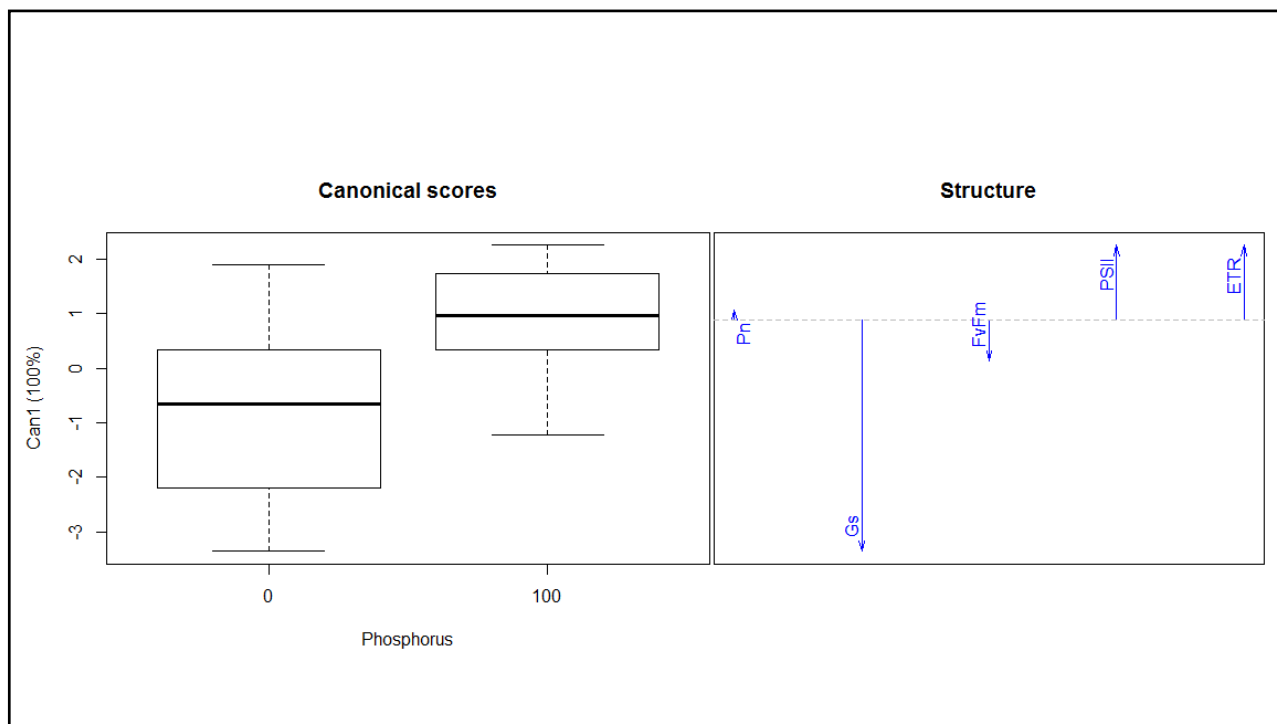 Canonical scores
Can1 (100%)
2
1
0
-1
-2
-3
0
100
Phosphorus
Structure
Pn
Gs
FvFm
PSII
ETR